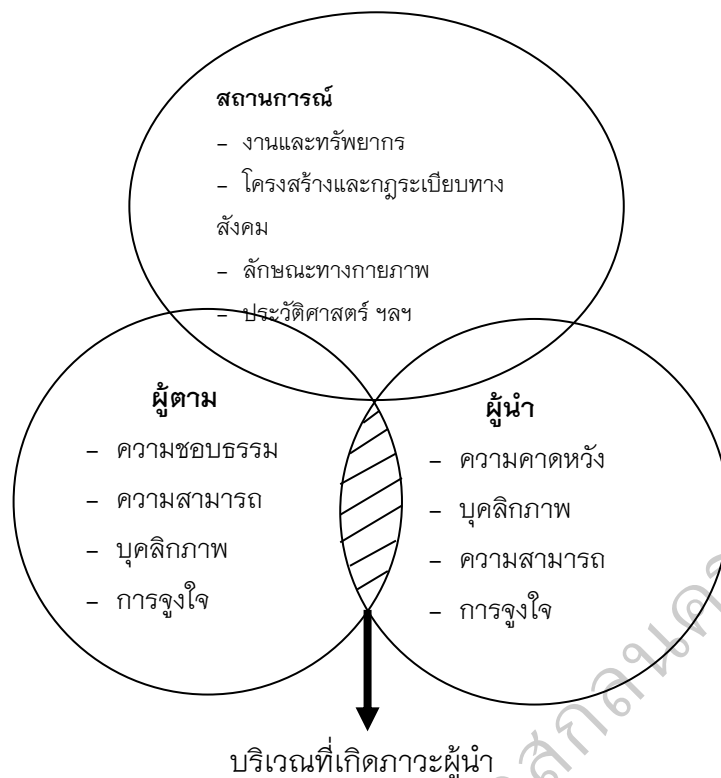 สถานการณ์
- งานและทรัพยากร
- โครงสร้างและกฎระเบียบทาง
สังคม
- ลักษณะทางกายภาพ
- ประวัติศาสตร์ ฯลฯ
ผู้ตาม
- ความชอบธรรม
- ความสามารถ
- บุคลิกภาพ
- การจูงใจ
ผู้นำ
- ความคาดหวัง
- บุคลิกภาพ
- ความสามารถ
- การจูงใจ
บริเวณที่เกิดภาวะผู้นำ